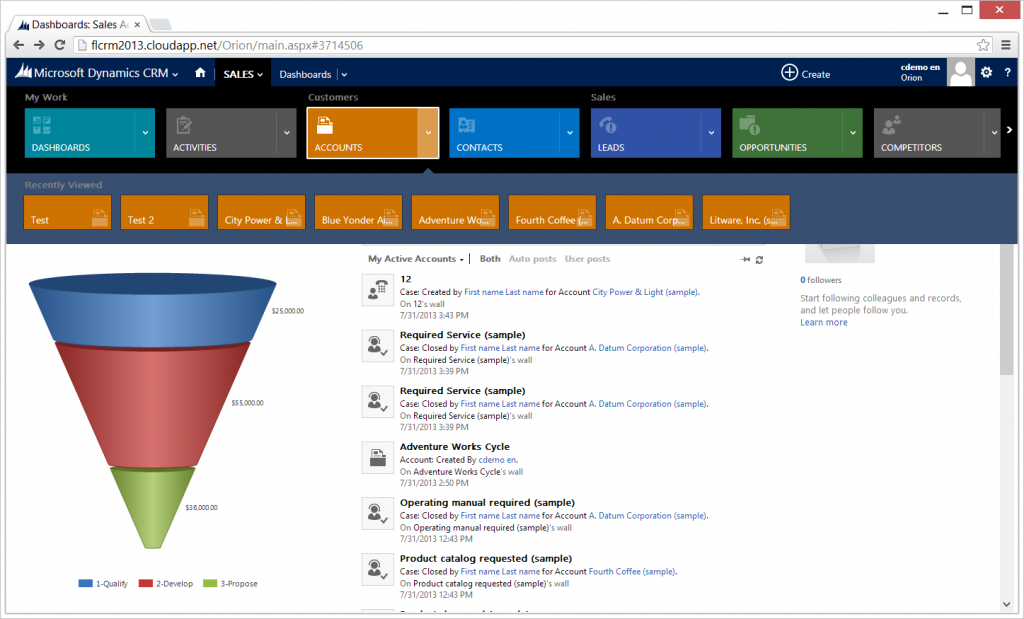 Dashboards: Sales Ac
flcrm2013.cloudapp.net/Orion/main.aspx#3714506
Microsoft Dynamics CRM
SALES
Dashboards
Create
cdemo en
Orion
?
My Work
Customers
Sales
DASHBOARDS
ACTIVITIES
ACCOUNTS
CONTACTS
LEADS
OPPORTUNITIES
COMPETITORS
Recently Viewed
Test
Test 2
City Power & L...
Blue Yonder Ai...
Adventure Wo...
Fourth Coffee (...
A. Datum Corp...
Litware, Inc. (s...
$25,000.00
$55,000.00
$36,000.00
1-Qualify 2-Develop 3-Propose
My Active Accounts Both Auto posts User posts
12
Case: Created by First name Last name for Account City Power & Light (sample).
On 12's wall
7/31/2013 3:43 PM
Required Service (sample)
Case: Closed by First name Last name for Account A. Datum Corporation (sample).
On Required Service (sample)'s wall
7/31/2013 3:39 PM
Required Service (sample)
Case: Closed by First name Last name for Account A. Datum Corporation (sample).
On Required Service (sample)'s wall
7/31/2013 3:39 PM
Adventure Works Cycle
Account: Created By cdemo en.
On Adventure Works Cycle's wall
7/31/2013 2:50 PM
Operating manual required (sample)
Case: Closed by First name Last name for Account A. Datum Corporation (sample).
On Operating manual required (sample)'s wall
7/31/2013 12:43 PM
Product catalog requested (sample)
Case: Closed by First name Last name for Account Fourth Coffee (sample).
On Product catalog requested (sample)'s wall
7/31/2013 12:43 PM
0 followers
Start following colleagues and records,
and let people follow you.
Learn more